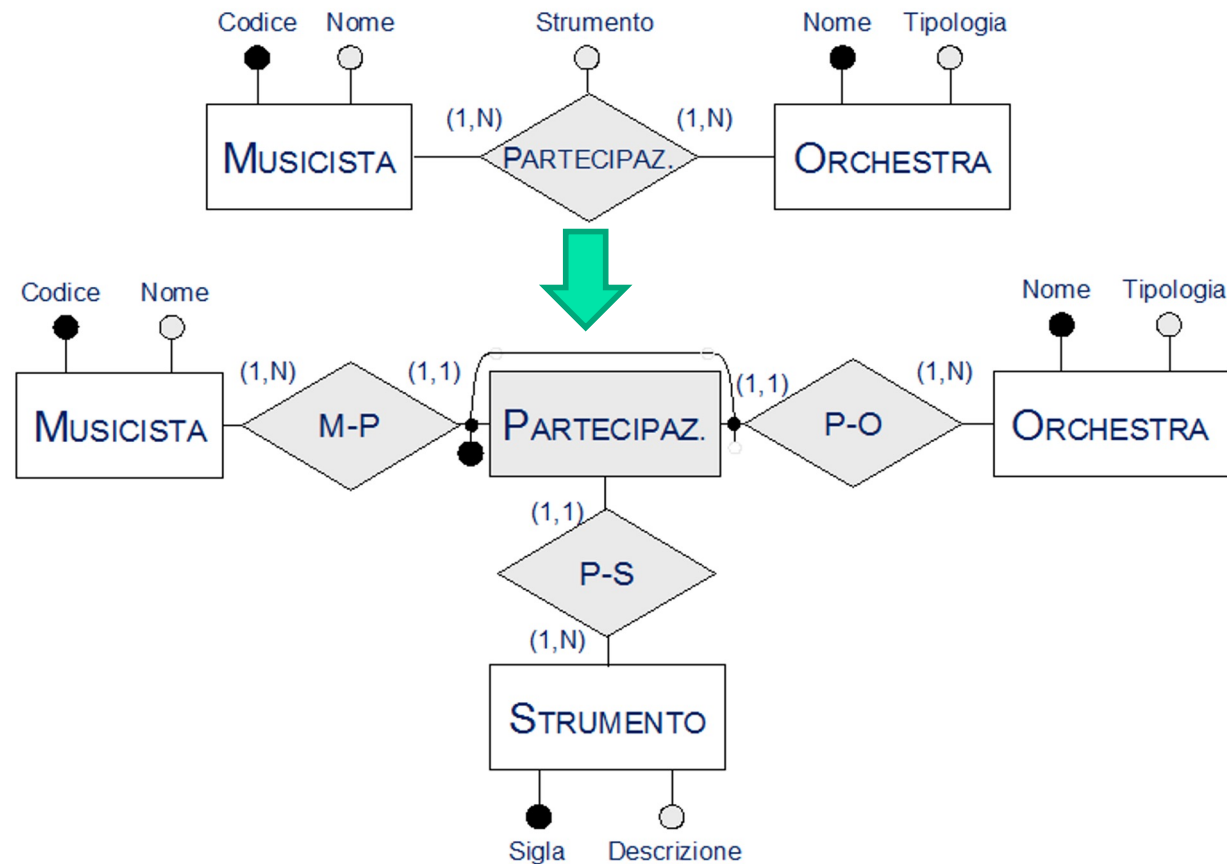 Codice Nome Strumento Nome Tipologia
(1,N) (1,N)
MUSICISTA PARTECIPAZ. ORCHESTRA
Codice Nome Nome Tipologia
(1,N) (1,1) (1,1) (1,N)
MUSICISTA M-P PARTECIPAZ. P-O ORCHESTRA
(1,1)
P-S
(1,N)
STRUMENTO
Sigla Descrizione